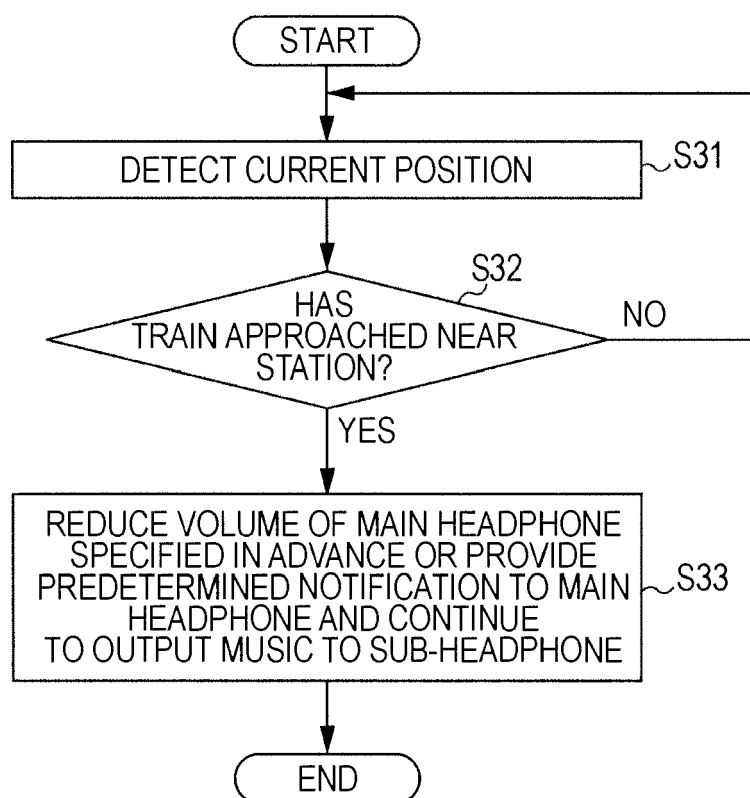 START
DETECT CURRENT POSITION
S31
S32
HAS
TRAIN APPROACHED NEAR
STATION?
NO
YES
REDUCE VOLUME OF MAIN HEADPHONE
SPECIFIED IN ADVANCE OR PROVIDE
PREDETERMINED NOTIFICATION TO MAIN
HEADPHONE AND CONTINUE
TO OUTPUT MUSIC TO SUB-HEADPHONE
S33
END